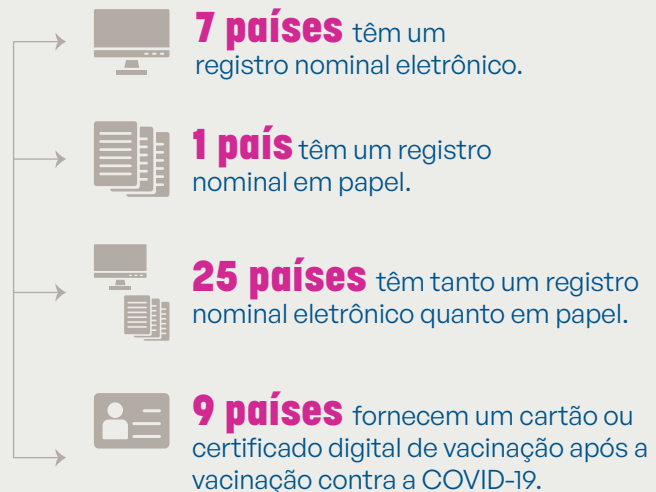 7 países têm um
registro nominal eletrônico.
1 país têm um registro
nominal em papel.
25 países têm tanto um registro
nominal eletrônico quanto em papel.
9 países fornecem um cartão ou
certificado digital de vacinação após a
vacinação contra a COVID-19.